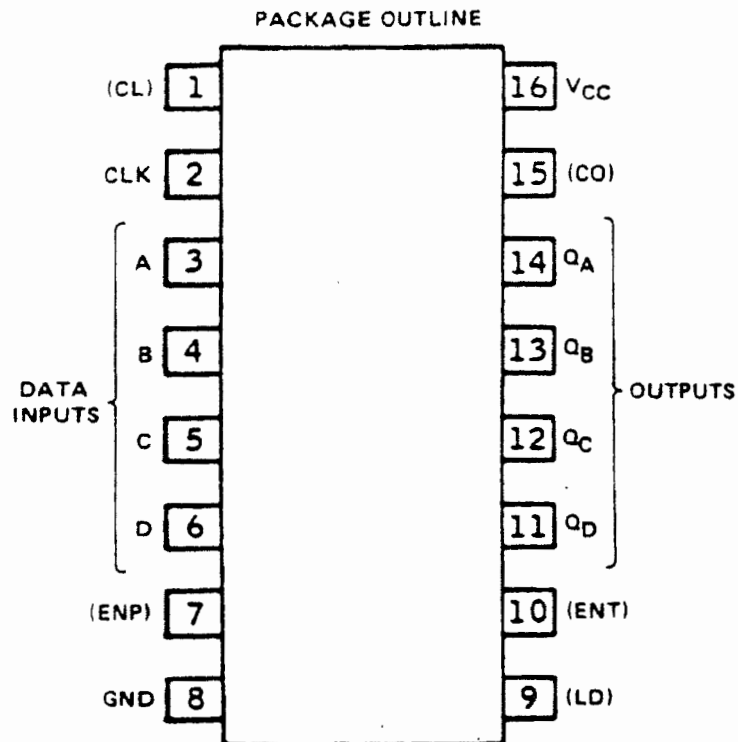 PACKAGE OUTLINE
(CL) 1 16 VCC
CLK 2 15 (CO)
A 3 14 QA
B 4 13 QB
DATA INPUTS
OUTPUTS
C 5 12 QC
D 6 11 QD
(ENP) 7 10 (ENT)
GND 8 9 (LD)